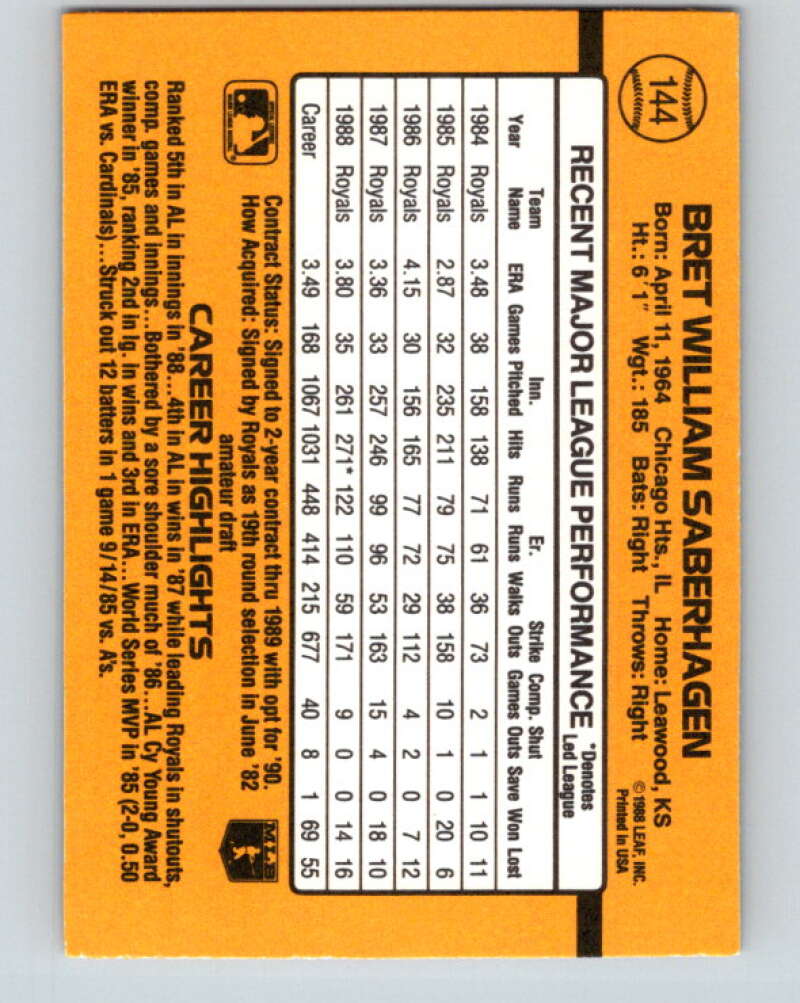 144
BRET WILLIAM SABERHAGEN
Born: April 11, 1964 Chicago Hts., IL Home: Leawood, KS
Ht.: 6'1" Wgt.: 185 Bats: Right Throws: Right
©1988 LEAF, INC.
Printed in USA
RECENT MAJOR LEAGUE PERFORMANCE
*Denotes
Led League
Team Inn. Er. Strike Comp. Shut
Year Name ERA Games Pitched Hits Runs Runs Walks Outs Games Outs Save Won Lost
1984 Royals 3.48 38 158 138 71 61 36 73 2 1 1 10 11
1985 Royals 2.87 32 235 211 79 75 38 158 10 1 0 20 6
1986 Royals 4.15 30 156 165 77 72 29 112 4 2 0 7 12
1987 Royals 3.36 33 257 246 99 96 53 163 15 4 0 18 10
1988 Royals 3.80 35 261 271* 122 110 59 171 9 0 0 14 16
Career 3.49 168 1067 1031 448 414 215 677 40 8 1 69 55
Contract Status: Signed to 2-year contract thru 1989 with opt for '90.
How Acquired: Signed by Royals as 19th round selection in June '82
amateur draft
MLB
CAREER HIGHLIGHTS
Ranked 5th in AL in innings in '88...4th in AL in wins in '87 while leading Royals in shutouts,
comp. games and innings...Bothered by a sore shoulder much of '86...AL Cy Young Award
winner in '85, ranking 2nd in lg. in wins and 3rd in ERA...World Series MVP in '85 (2-0, 0.50
ERA vs. Cardinals)...Struck out 12 batters in 1 game 9/14/85 vs. A's.